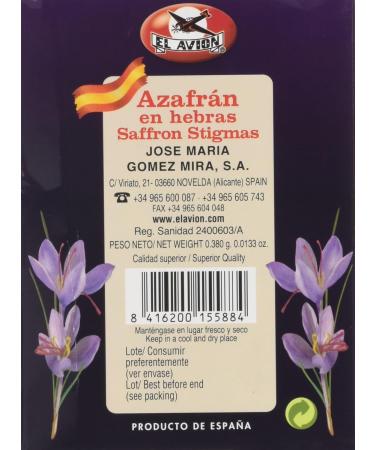 EL AVION
Azafrán
en hebras
Saffron Stigmas
JOSE MARIA
GOMEZ MIRA, S.A.
C/ Viriato, 21- 03660 NOVELDA (Alicante) SPAIN
☎ +34 965 600 087 · +34 965 605 743
FAX +34 965 604 048
www.elavion.com
Reg. Sanidad 2400603/A
PESO NETO/ NET WEIGHT 0.380 g. 0.0133 oz.
Calidad superior / Superior Quality
8 416200 155884
Manténgase en lugar fresco y seco
Keep in a cool and dry place
Lote/ Consumir
preferentemente
(ver envase)
Lot/ Best before end
(see packing)
PRODUCTO DE ESPAÑA